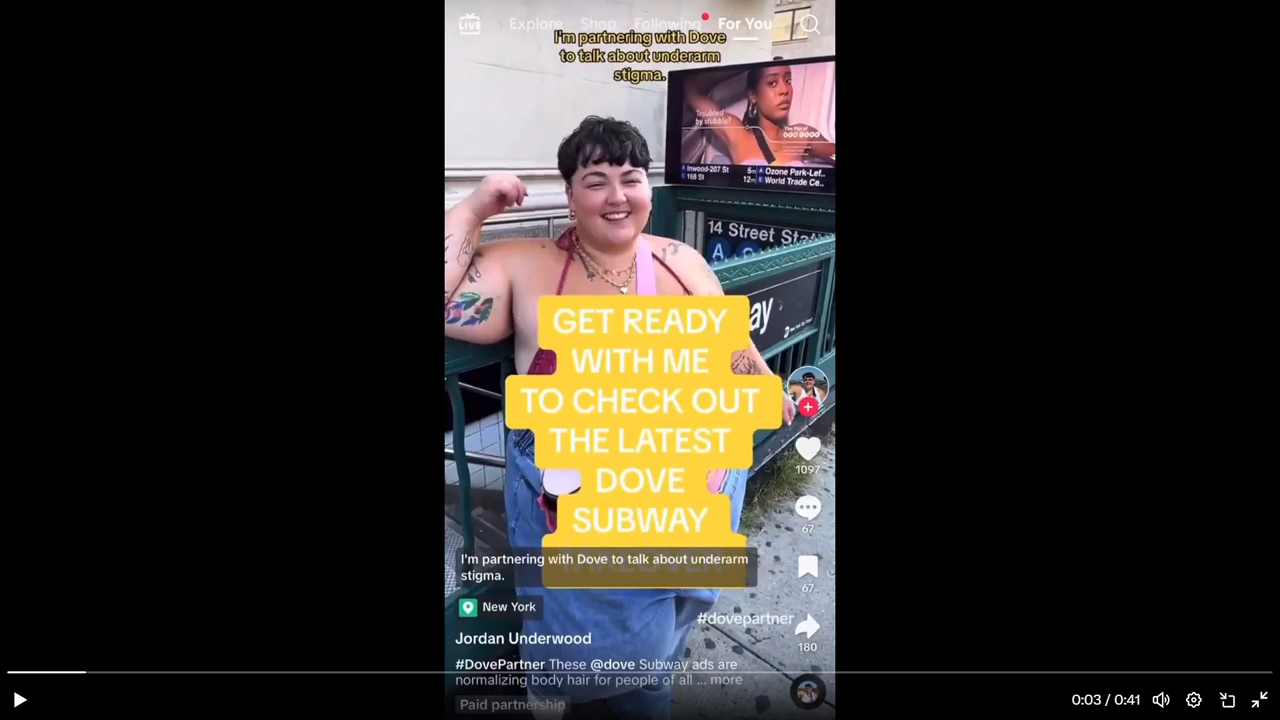 LIVE
Explore Shop Following For You
I'm partnering with Dove
to talk about underarm
stigma.
Troubled
by stubble?
Inwood-207 St 5m
168 St 12m
A Ozone Park-Lef..
World Trade Ce..
14 Street Sta
A C
ay
GET READY
WITH ME
TO CHECK OUT
THE LATEST
DOVE
SUBWAY
I'm partnering with Dove to talk about underarm
stigma.
1097
67
67
180
New York
#dovepartner
Jordan Underwood
#DovePartner These @dove Subway ads are
normalizing body hair for people of all ... more
Paid partnership
0:03 / 0:41